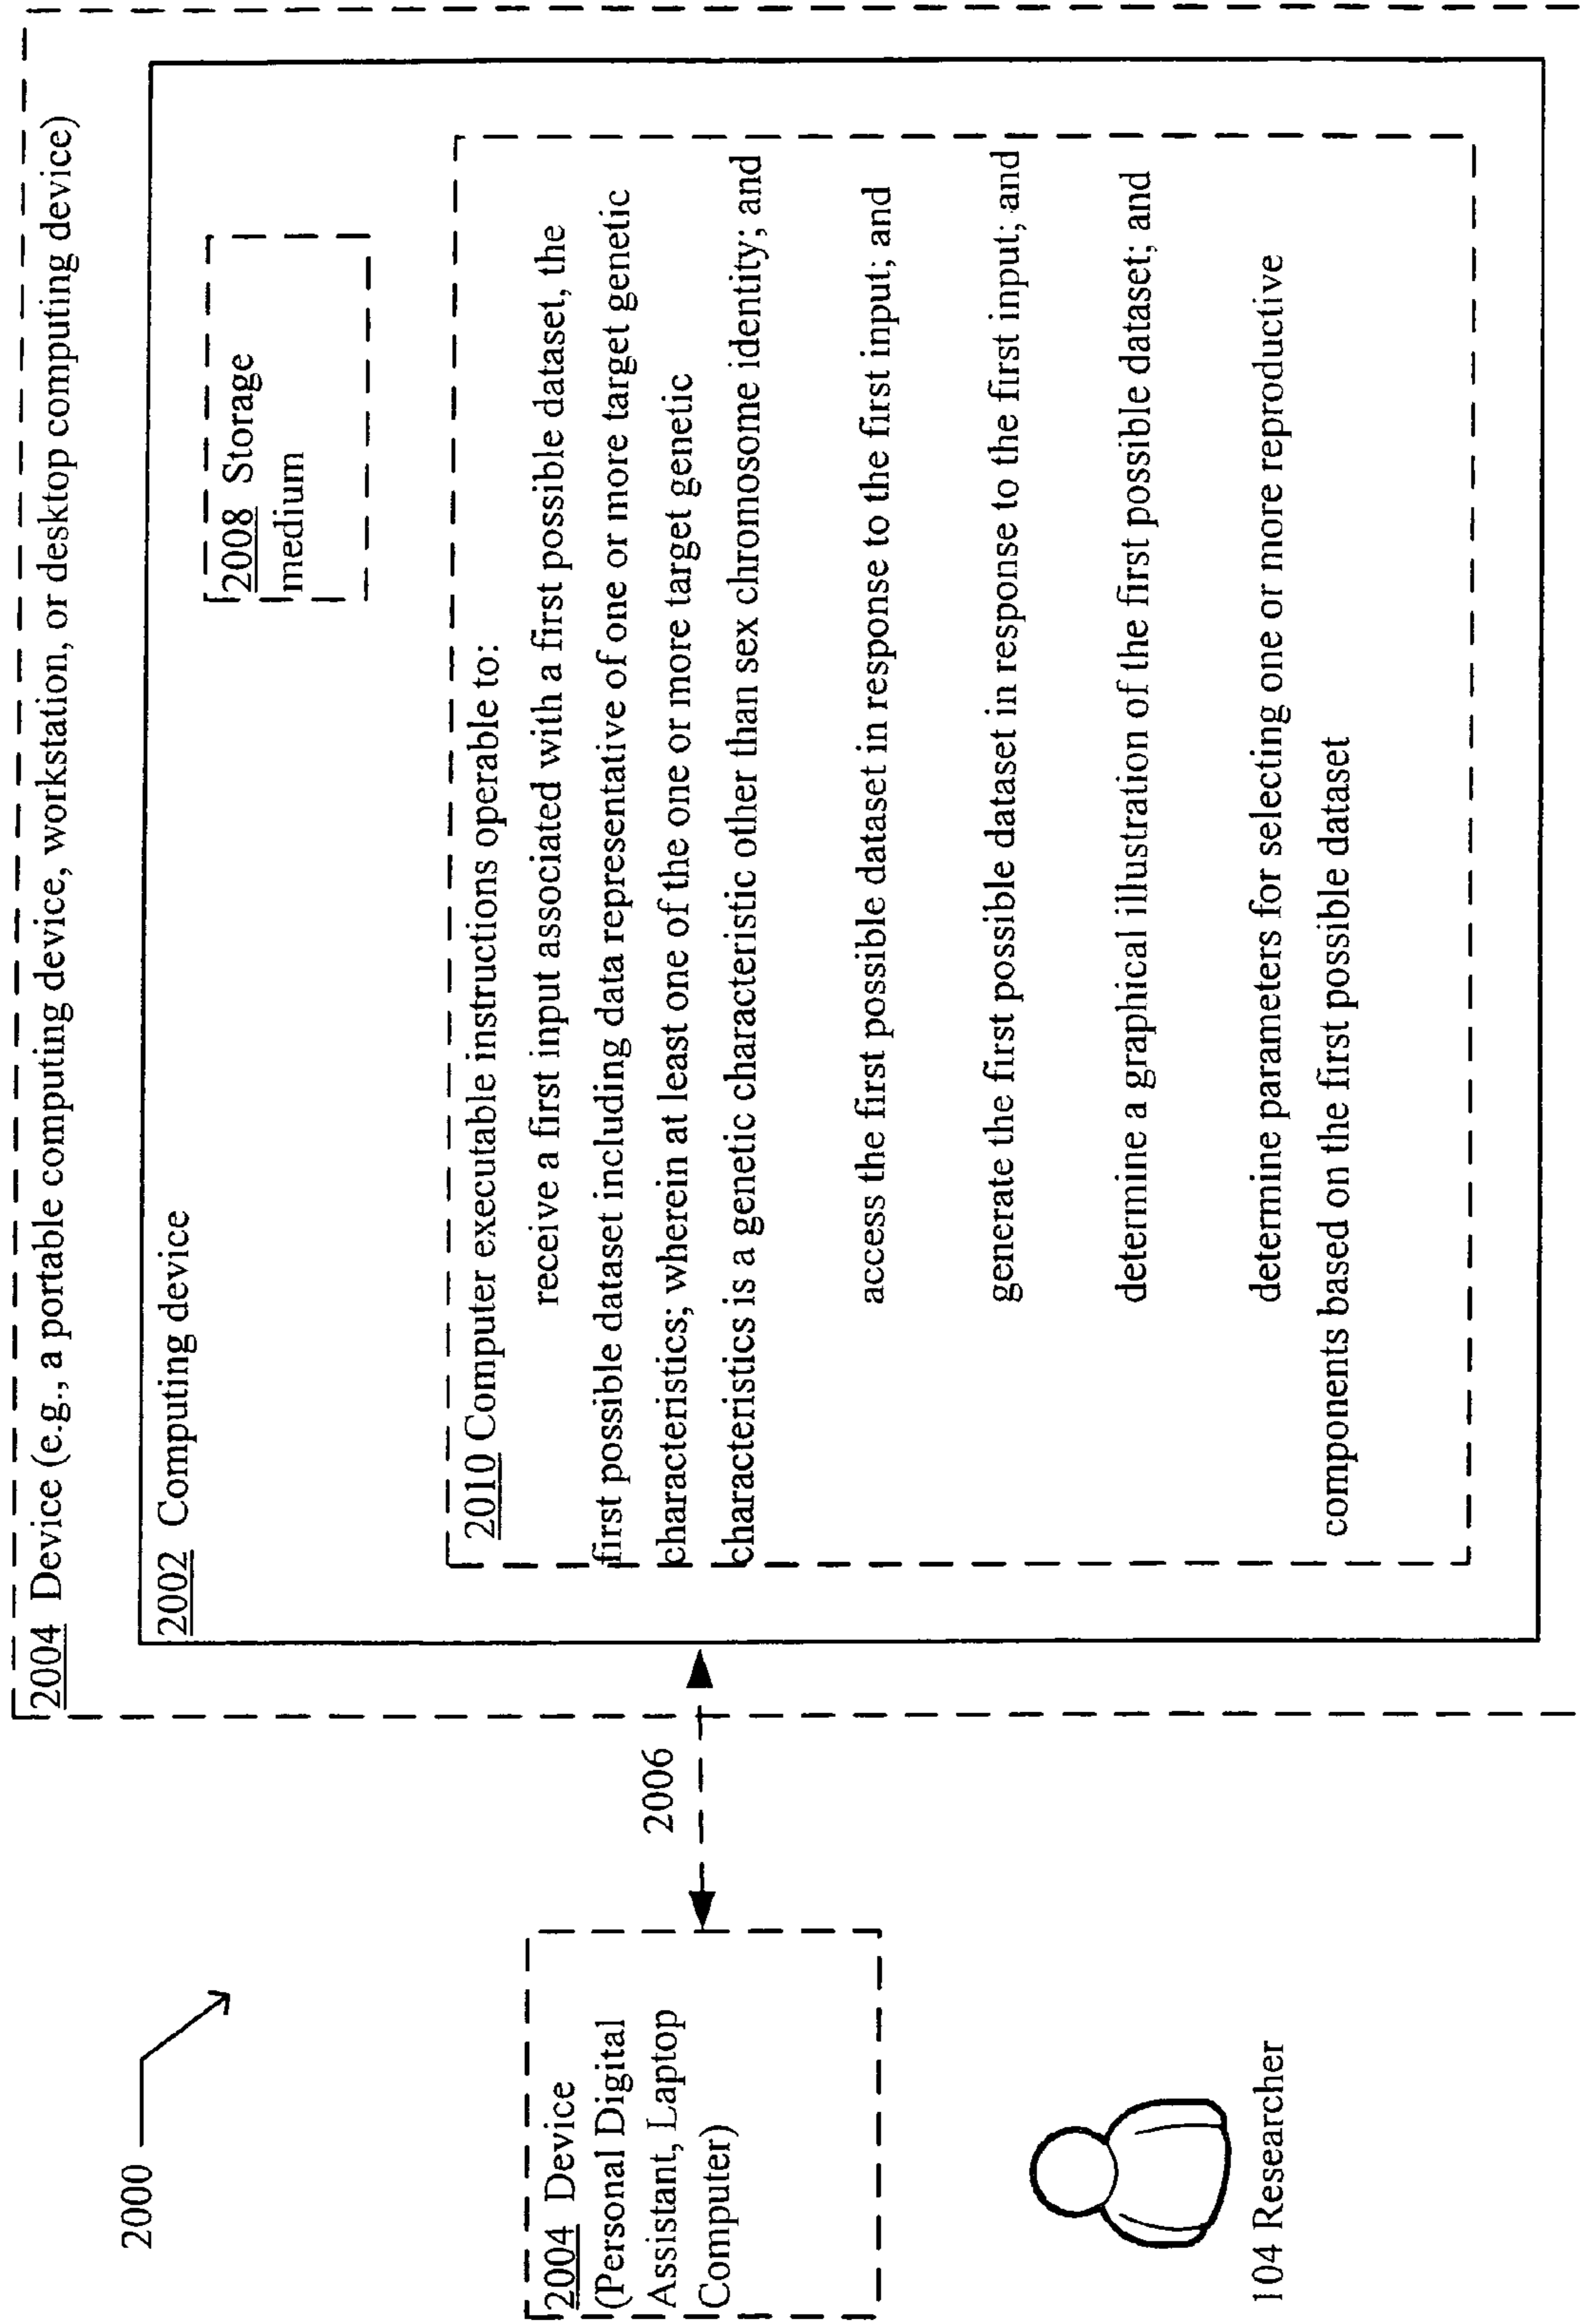 2000
2004 Device
(Personal Digital
Assistant, Laptop
Computer)
104 Researcher
2006
2004 Device (e.g., a portable computing device, workstation, or desktop computing device)
2002 Computing device
2008 Storage
medium
2010 Computer executable instructions operable to:
receive a first input associated with a first possible dataset, the
first possible dataset including data representative of one or more target genetic
characteristics; wherein at least one of the one or more target genetic
characteristics is a genetic characteristic other than sex chromosome identity; and
access the first possible dataset in response to the first input; and
generate the first possible dataset in response to the first input; and
determine a graphical illustration of the first possible dataset; and
determine parameters for selecting one or more reproductive
components based on the first possible dataset